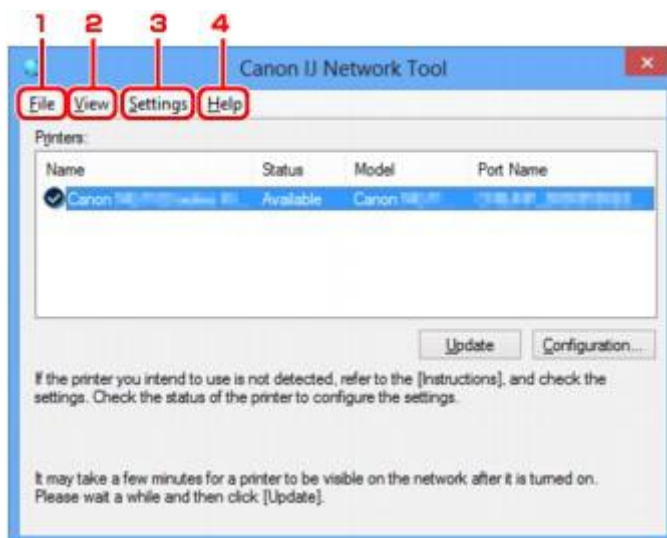 1 2 3 4
Canon IJ Network Tool
File View Settings Help
Printers:
Name Status Model Port Name
Canon Available Canon
Update Configuration...
If the printer you intend to use is not detected, refer to the [Instructions], and check the
settings. Check the status of the printer to configure the settings.
It may take a few minutes for a printer to be visible on the network after it is turned on.
Please wait a while and then click [Update].